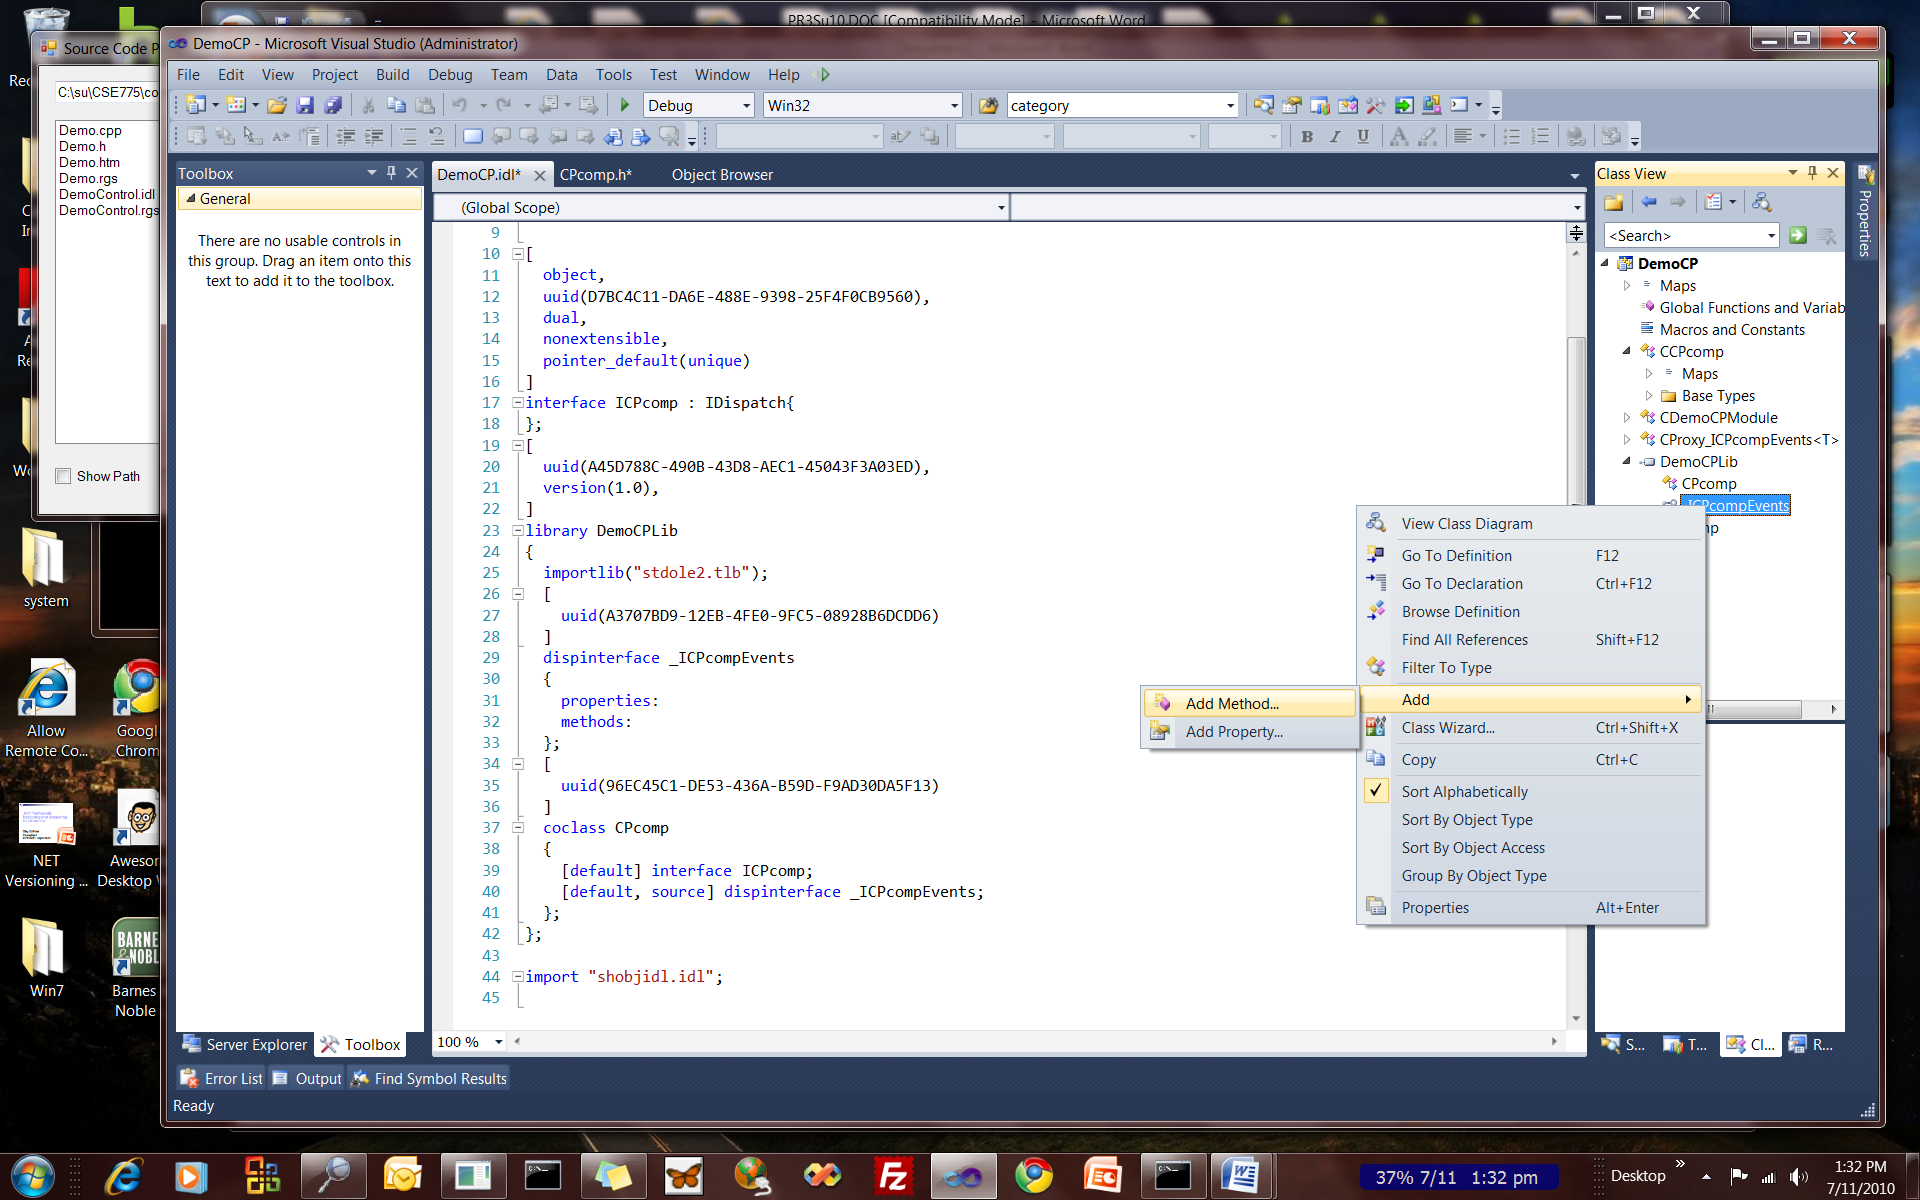 PR3Su10.DOC [Compatibility Mode] - Microsoft Word
Source Code P
DemoCP - Microsoft Visual Studio (Administrator)
File Edit View Project Build Debug Team Data Tools Test Window Help
C:\su\CSE775\co
Debug Win32 category
Demo.cpp
Demo.h
Demo.htm
Demo.rgs
DemoControl.idl
DemoControl.rgs
Show Path
Toolbox
General
There are no usable controls in
this group. Drag an item onto this
text to add it to the toolbox.
DemoCP.idl* CPcomp.h* Object Browser
(Global Scope)
9
10 [
11 object,
12 uuid(D7BC4C11-DA6E-488E-9398-25F4F0CB9560),
13 dual,
14 nonextensible,
15 pointer_default(unique)
16 ]
17 interface ICPcomp : IDispatch{
18 };
19 [
20 uuid(A45D788C-490B-43D8-AEC1-45043F3A03ED),
21 version(1.0),
22 ]
23 library DemoCPLib
24 {
25 importlib("stdole2.tlb");
26 [
27 uuid(A3707BD9-12EB-4FE0-9FC5-08928B6DCDD6)
28 ]
29 dispinterface _ICPcompEvents
30 {
31 properties:
32 methods:
33 };
34 [
35 uuid(96EC45C1-DE53-436A-B59D-F9AD30DA5F13)
36 ]
37 coclass CPcomp
38 {
39 [default] interface ICPcomp;
40 [default, source] dispinterface _ICPcompEvents;
41 };
42 };
43
44 import "shobjidl.idl";
45
100 %
Class View
Properties
<Search>
DemoCP
Maps
Global Functions and Variab
Macros and Constants
CCPcomp
Maps
Base Types
CDemoCPModule
CProxy_ICPcompEvents<T>
DemoCPLib
CPcomp
_ICPcompEvents
mp
View Class Diagram
Go To Definition F12
Go To Declaration Ctrl+F12
Browse Definition
Find All References Shift+F12
Filter To Type
Add
Class Wizard... Ctrl+Shift+X
Copy Ctrl+C
Sort Alphabetically
Sort By Object Type
Sort By Object Access
Group By Object Type
Properties Alt+Enter
Add Method...
Add Property...
Server Explorer Toolbox
S... T... Cl... R...
Error List Output Find Symbol Results
Ready
system
Allow
Remote Co...
Googl
Chrom
NET
Versioning ...
Aweson
Desktop
Win7
BARNE
&NOBL
Barnes
Noble
37% 7/11 1:32 pm
Desktop
1:32 PM
7/11/2010